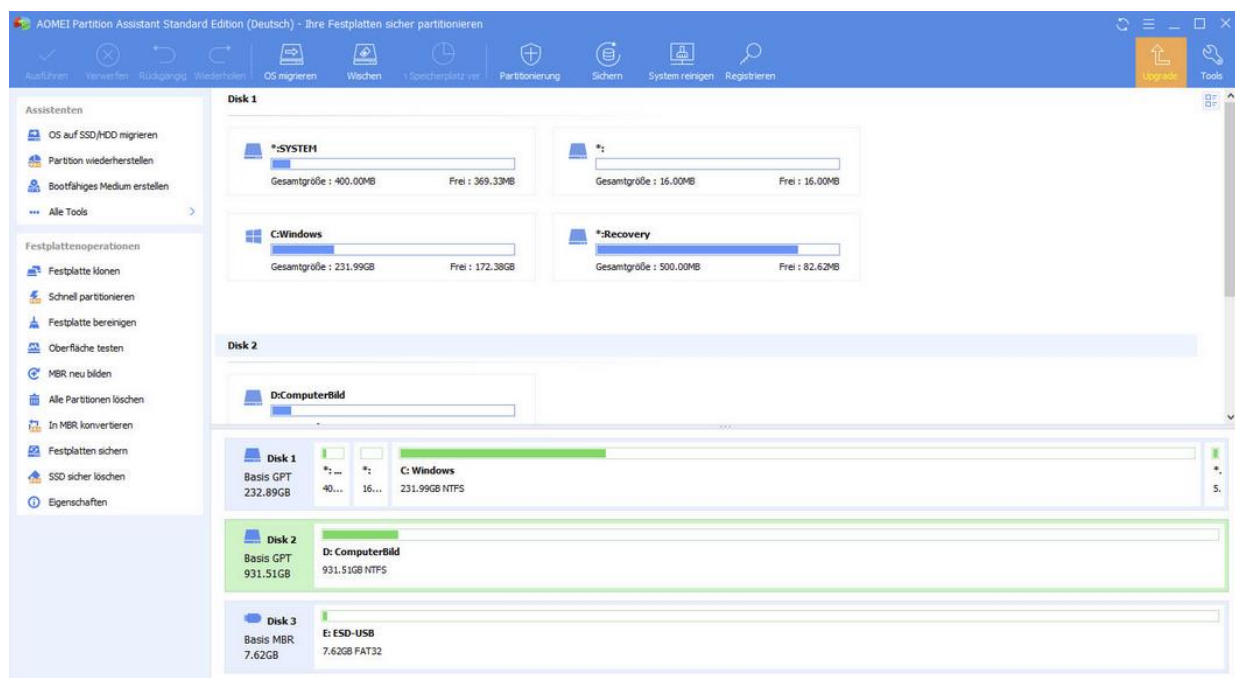 AOMEI Partition Assistant Standard Edition (Deutsch) - Ihre Festplatten sicher partitionieren
Ausführen Verwerfen Rückgängig Wiederholen OS migrieren Wischen Speicherplatz ver Partitionierung Sichern System reinigen Registrieren Upgrade Tools
Assistenten
OS auf SSD/HDD migrieren
Partition wiederherstellen
Bootfähiges Medium erstellen
Alle Tools
Festplattenoperationen
Festplatte klonen
Schnell partitionieren
Festplatte bereinigen
Oberfläche testen
MBR neu bilden
Alle Partitionen löschen
In MBR konvertieren
Festplatten sichern
SSD sicher löschen
Eigenschaften
Disk 1
*:SYSTEM
Gesamtgröße : 400.00MB Frei : 369.33MB
*:
Gesamtgröße : 16.00MB Frei : 16.00MB
C:Windows
Gesamtgröße : 231.99GB Frei : 172.38GB
*:Recovery
Gesamtgröße : 500.00MB Frei : 82.62MB
Disk 2
D:ComputerBild
Disk 1
Basis GPT
232.89GB
*: ...
40...
*:
16...
C: Windows
231.99GB NTFS
*.
5.
Disk 2
Basis GPT
931.51GB
D: ComputerBild
931.51GB NTFS
Disk 3
Basis MBR
7.62GB
E: ESD-USB
7.62GB FAT32